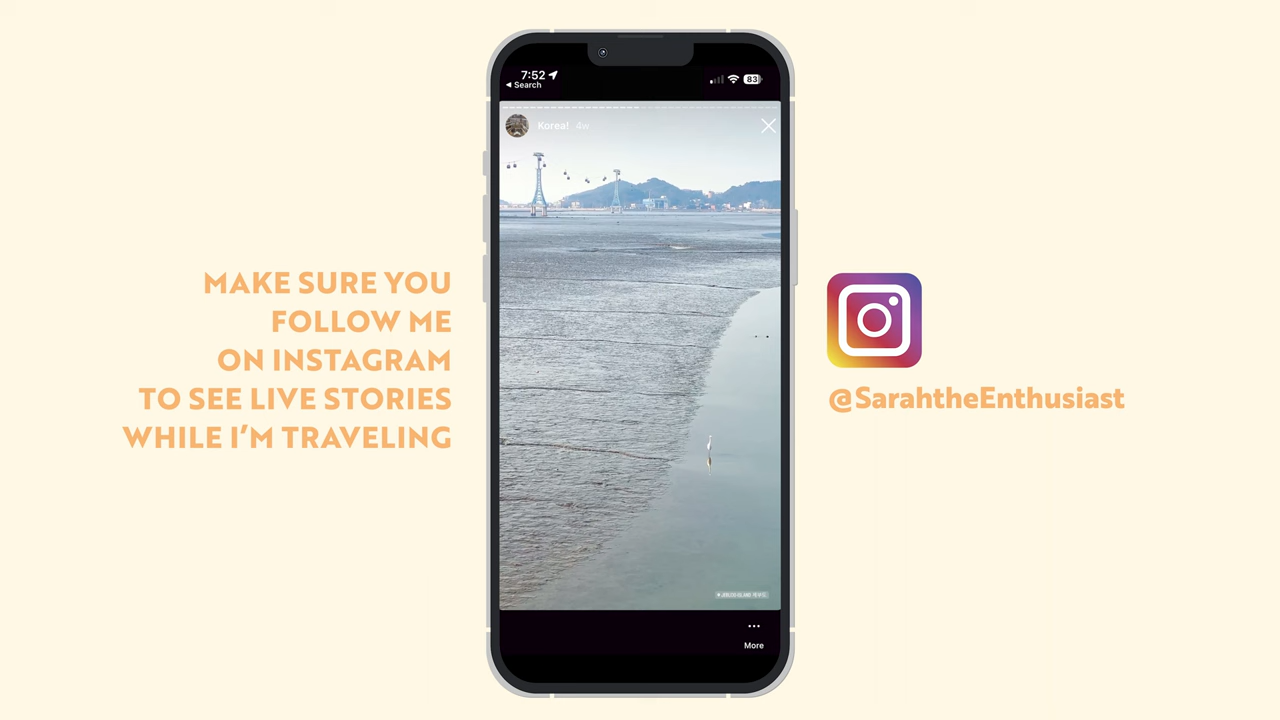 MAKE SURE YOU
FOLLOW ME
ON INSTAGRAM
TO SEE LIVE STORIES
WHILE I'M TRAVELING
7:52
◀ Search
83
Korea! 4w
More
@SarahtheEnthusiast